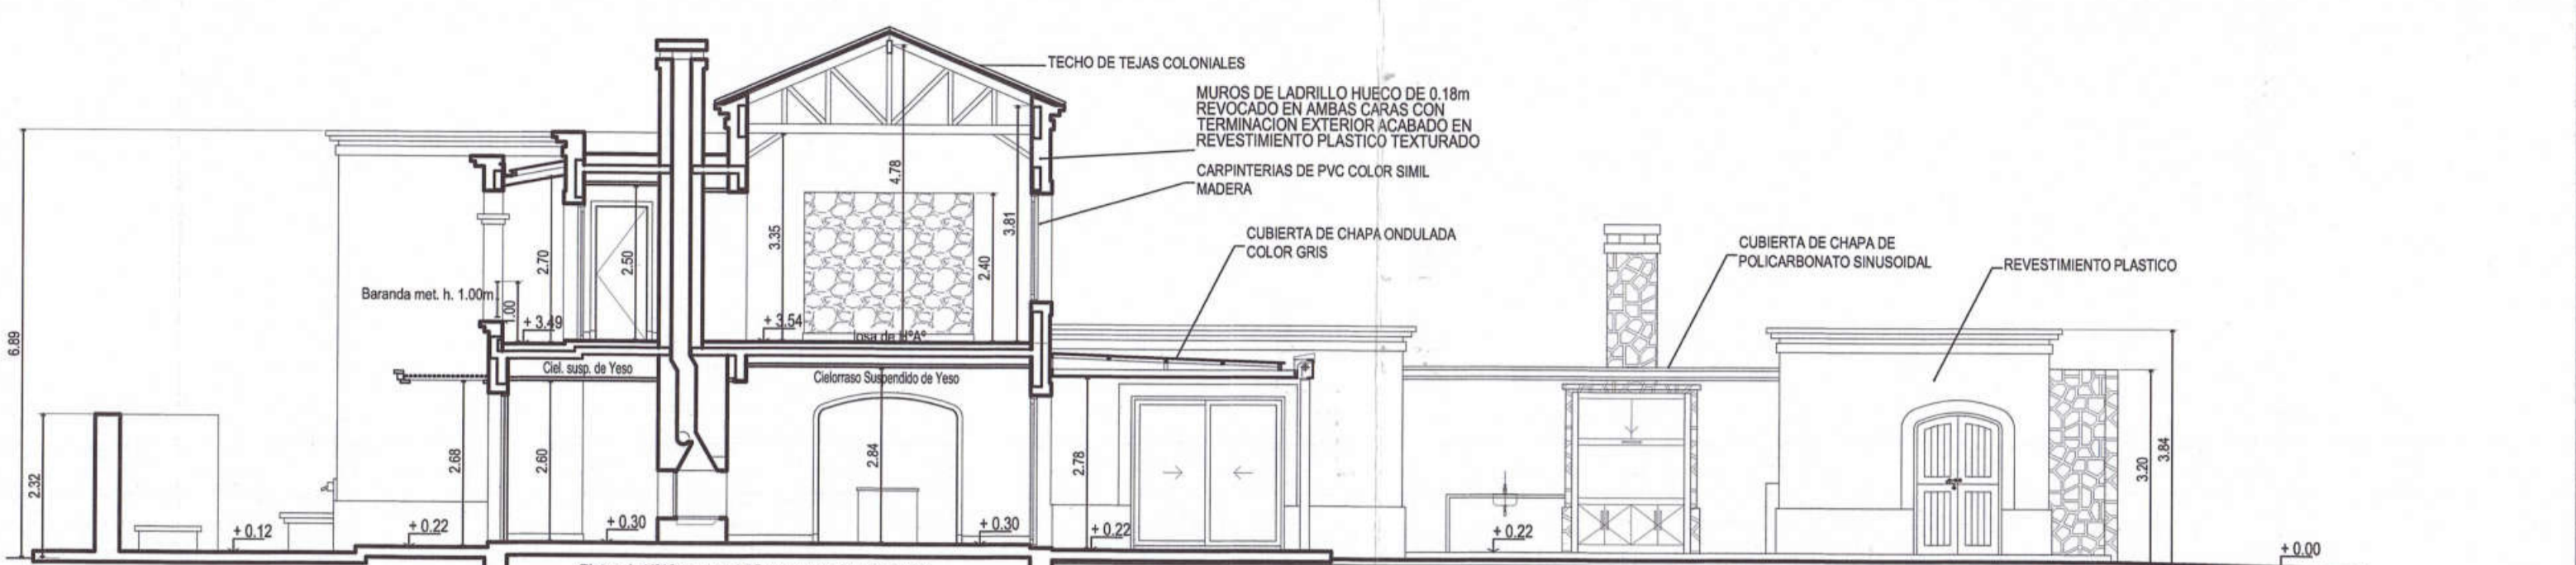 TECHO DE TEJAS COLONIALES
MUROS DE LADRILLO HUECO DE 0.18m
REVOCADO EN AMBAS CARAS CON
TERMINACION EXTERIOR ACABADO EN
REVESTIMIENTO PLASTICO TEXTURADO
CARPINTERIAS DE PVC COLOR SIMIL
MADERA
CUBIERTA DE CHAPA ONDULADA
COLOR GRIS
CUBIERTA DE CHAPA DE
POLICARBONATO SINUSOIDAL
REVESTIMIENTO PLASTICO
6.89
2.32
Baranda met. h. 1.00m
1.00
2.70
2.50
+ 3.49
4.78
3.35
3.81
2.40
+ 3.54
losa de HºAº
Ciel. susp. de Yeso
Cielorraso Suspendido de Yeso
2.68
2.60
2.84
2.78
3.20
3.84
+ 0.12
+ 0.22
+ 0.30
+ 0.30
+ 0.22
+ 0.22
+ 0.00